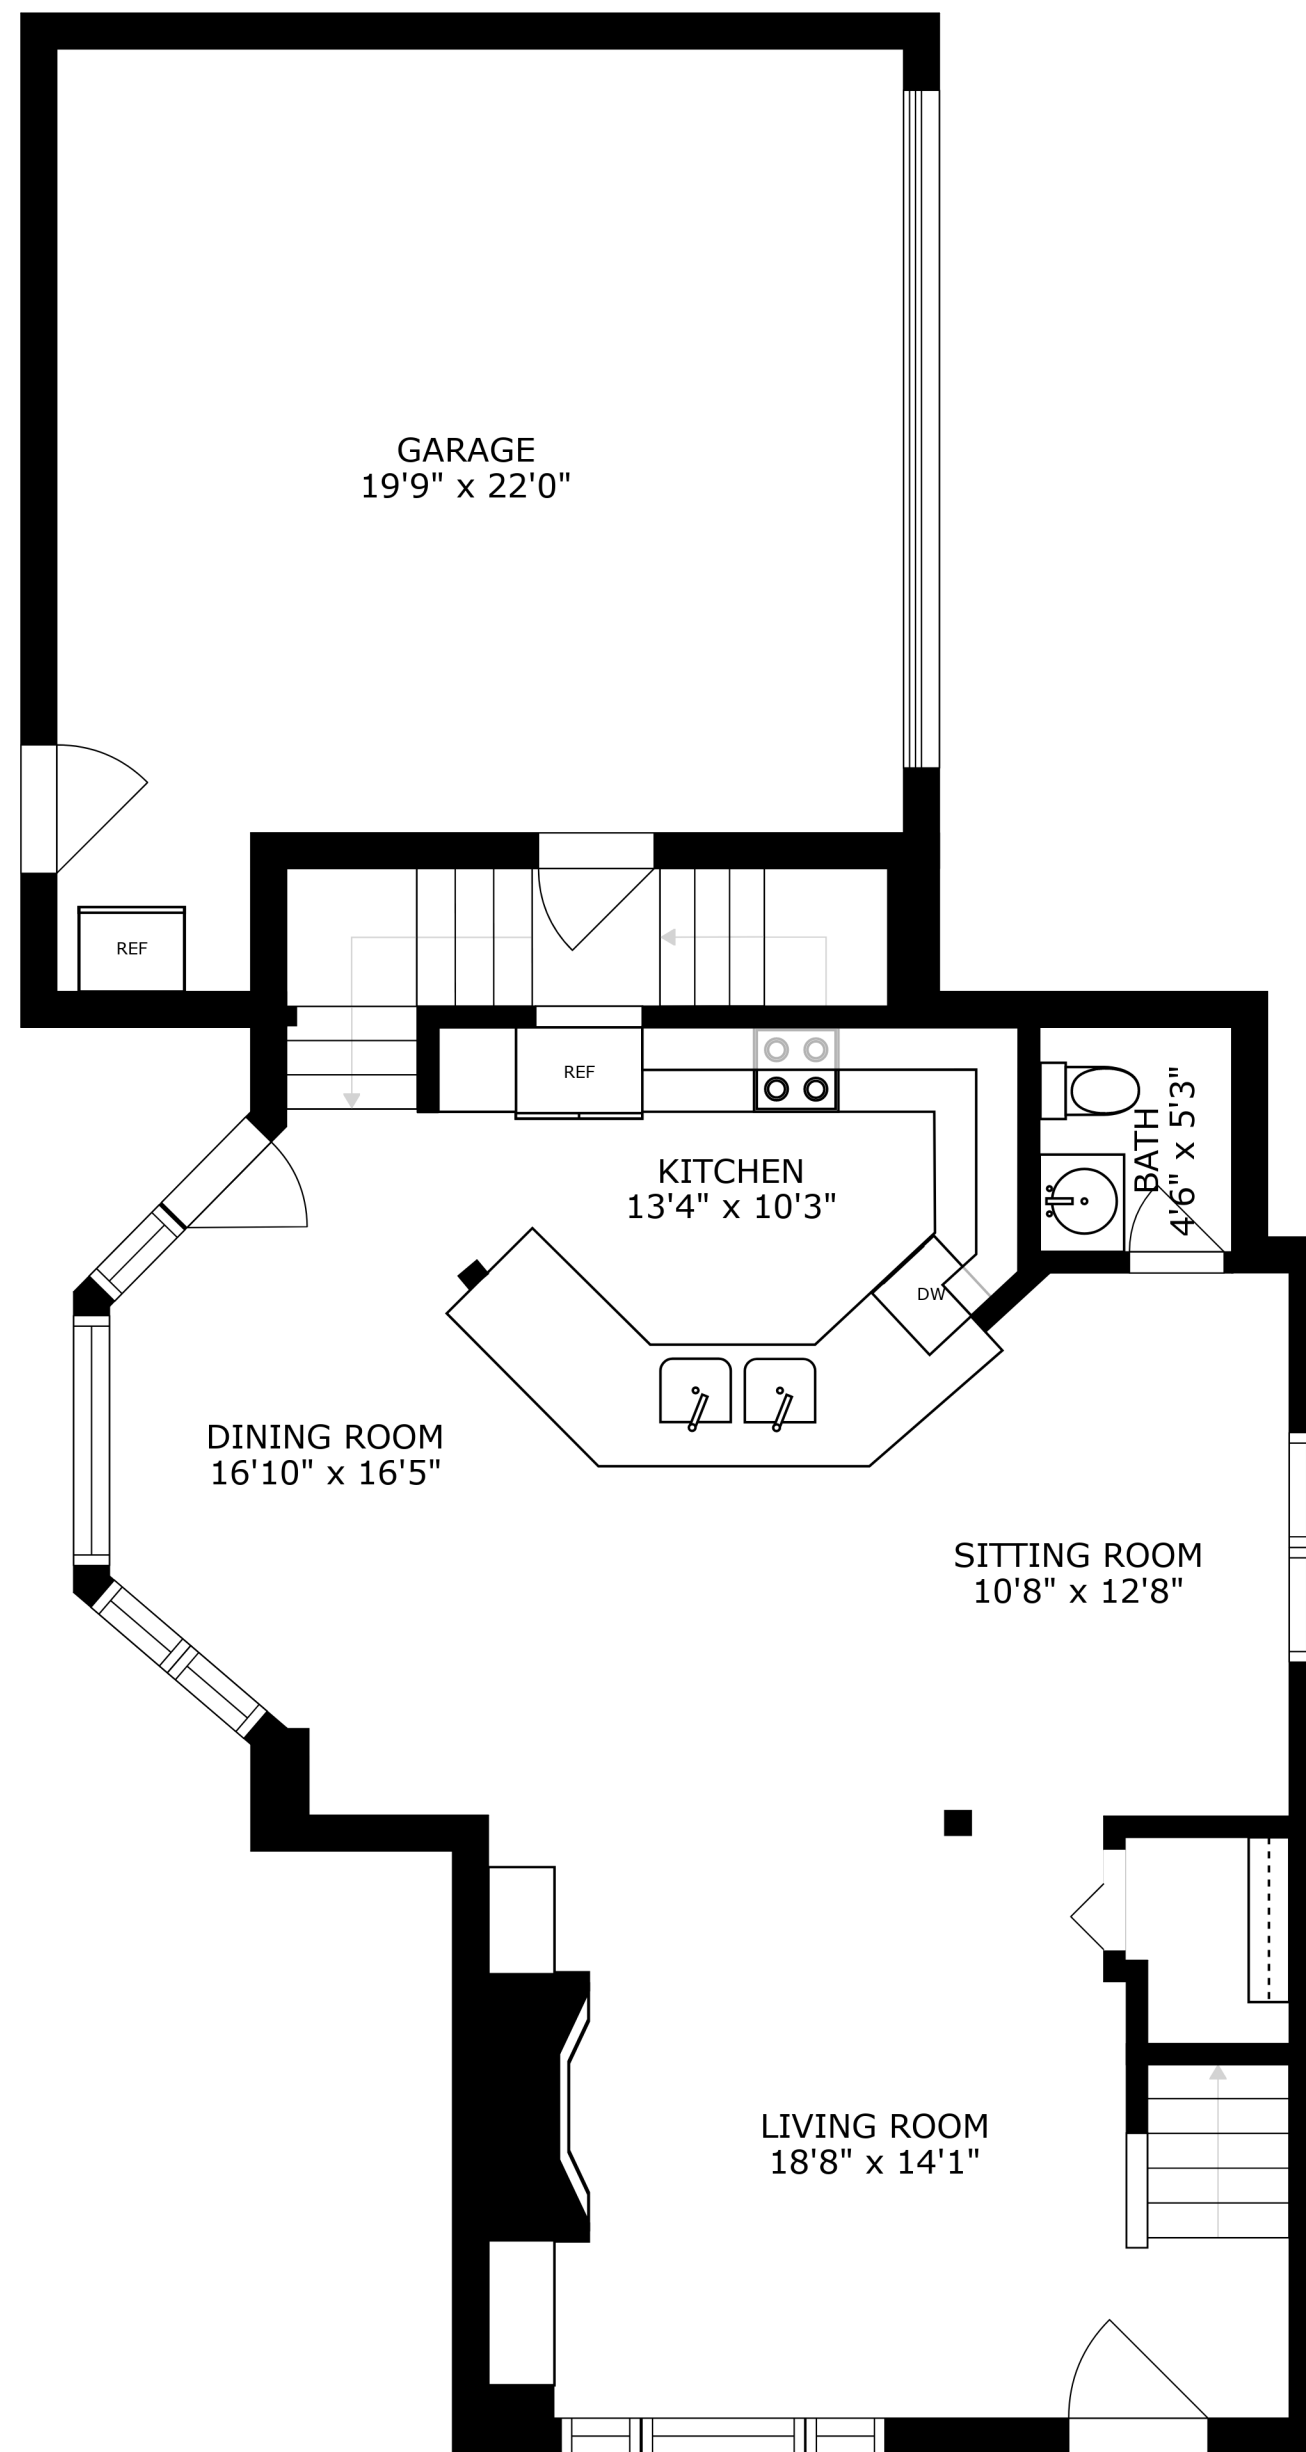 GARAGE
19'9" x 22'0"
REF
REF
KITCHEN
13'4" x 10'3"
BATH
4'6" x 5'3"
DW
DINING ROOM
16'10" x 16'5"
SITTING ROOM
10'8" x 12'8"
LIVING ROOM
18'8" x 14'1"